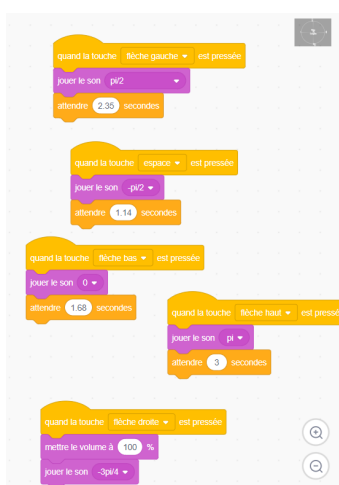 quand la touche flèche gauche est pressée
jouer le son pi/2
attendre 2.35 secondes
quand la touche espace est pressée
jouer le son -pi/2
attendre 1.14 secondes
quand la touche flèche bas est pressée
jouer le son 0
attendre 1.68 secondes
quand la touche flèche haut est pressé
jouer le son pi
attendre 3 secondes
quand la touche flèche droite est pressée
mettre le volume à 100 %
jouer le son -3pi/4